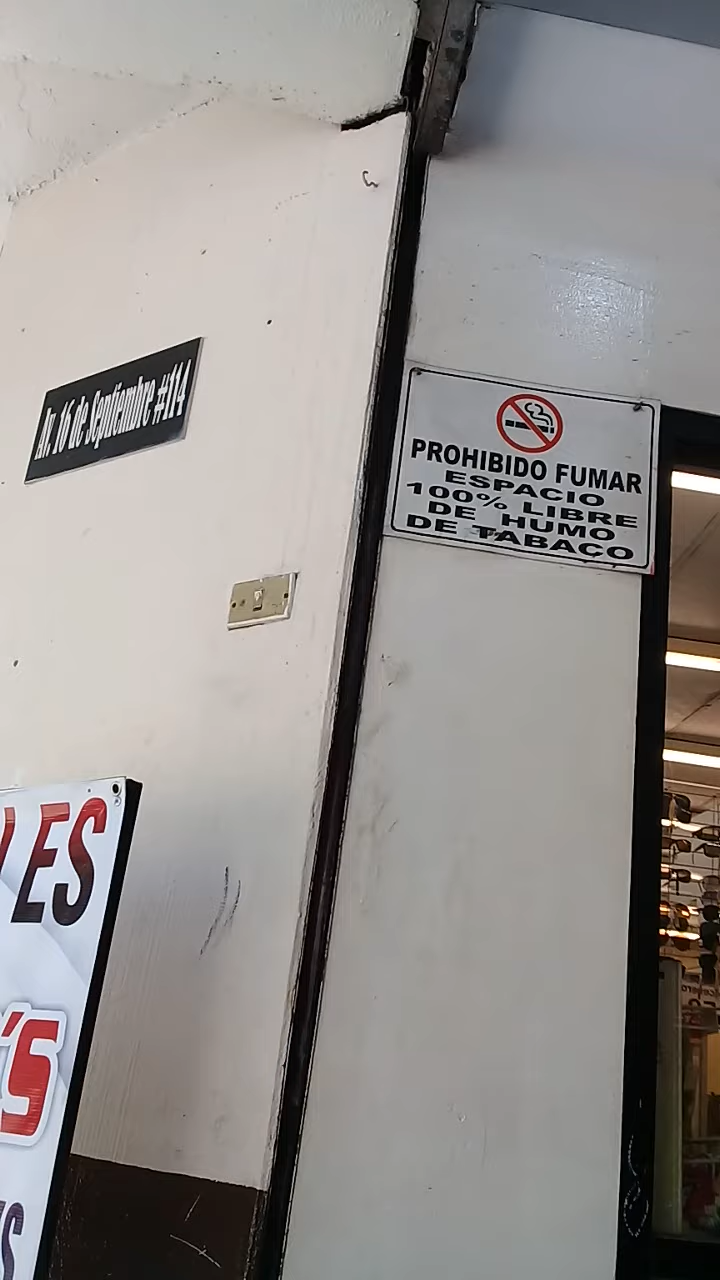 Av. 16 de Septiembre #114
PROHIBIDO FUMAR
ESPACIO
100% LIBRE
DE HUMO
DE TABACO
LES
'S